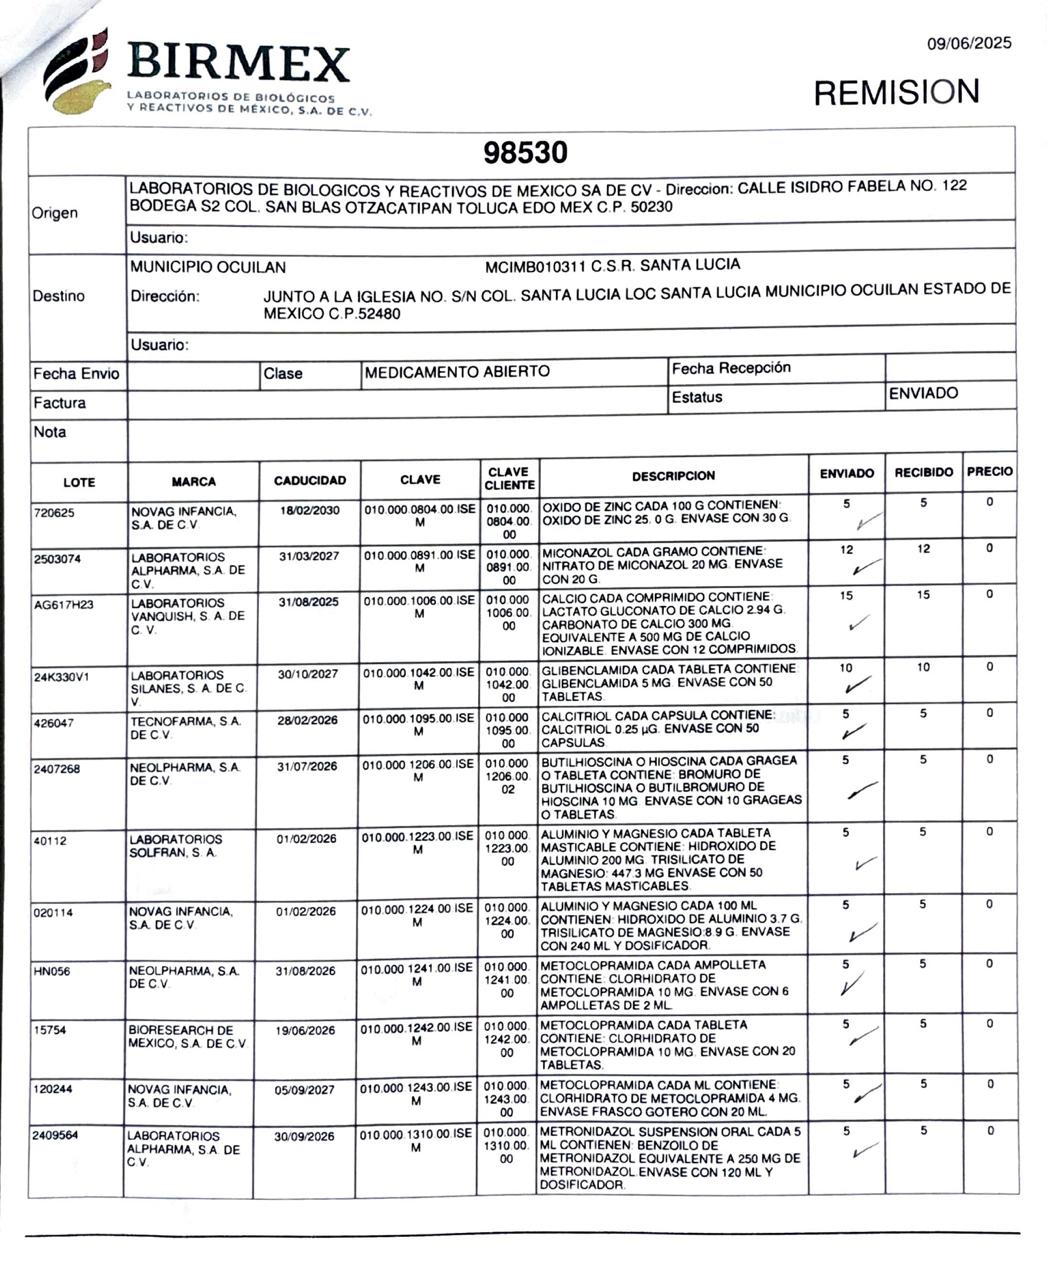 BIRMEX
LABORATORIOS DE BIOLÓGICOS
Y REACTIVOS DE MÉXICO, S.A. DE C.V.
09/06/2025
REMISION
98530
Origen
LABORATORIOS DE BIOLOGICOS Y REACTIVOS DE MEXICO SA DE CV - Direccion: CALLE ISIDRO FABELA NO. 122
BODEGA S2 COL. SAN BLAS OTZACATIPAN TOLUCA EDO MEX C.P. 50230
Usuario:
Destino
MUNICIPIO OCUILAN MCIMB010311 C.S.R. SANTA LUCIA
Dirección: JUNTO A LA IGLESIA NO. S/N COL. SANTA LUCIA LOC SANTA LUCIA MUNICIPIO OCUILAN ESTADO DE
MEXICO C.P.52480
Usuario:
Fecha Envio Clase MEDICAMENTO ABIERTO Fecha Recepción
Factura Estatus ENVIADO
Nota
LOTE MARCA CADUCIDAD CLAVE CLAVE CLIENTE DESCRIPCION ENVIADO RECIBIDO PRECIO
720625 NOVAG INFANCIA, 18/02/2030 010.000.0804.00.ISE 010.000. OXIDO DE ZINC CADA 100 G CONTIENEN: 5 5 0
S.A. DE C.V. M 0804.00. OXIDO DE ZINC 25. 0 G. ENVASE CON 30 G.
00
2503074 LABORATORIOS 31/03/2027 010.000.0891.00.ISE 010.000. MICONAZOL CADA GRAMO CONTIENE: 12 12 0
ALPHARMA, S.A. DE M 0891.00. NITRATO DE MICONAZOL 20 MG. ENVASE
C.V. 00 CON 20 G.
AG617H23 LABORATORIOS 31/08/2025 010.000.1006.00.ISE 010.000 CALCIO CADA COMPRIMIDO CONTIENE: 15 15 0
VANQUISH, S. A. DE M 1006.00. LACTATO GLUCONATO DE CALCIO 2.94 G.
C. V. 00 CARBONATO DE CALCIO 300 MG.
EQUIVALENTE A 500 MG DE CALCIO
IONIZABLE. ENVASE CON 12 COMPRIMIDOS.
24K330V1 LABORATORIOS 30/10/2027 010.000.1042.00.ISE 010.000 GLIBENCLAMIDA CADA TABLETA CONTIENE: 10 10 0
SILANES, S. A. DE C. M 1042.00. GLIBENCLAMIDA 5 MG. ENVASE CON 50
V. 00 TABLETAS.
426047 TECNOFARMA, S.A. 28/02/2026 010.000.1095.00.ISE 010.000 CALCITRIOL CADA CAPSULA CONTIENE: 5 5 0
DE C.V. M 1095.00. CALCITRIOL 0.25 µG. ENVASE CON 50
00 CAPSULAS
2407268 NEOLPHARMA, S.A. 31/07/2026 010.000.1206.00.ISE 010.000 BUTILHIOSCINA O HIOSCINA CADA GRAGEA 5 5 0
DE C.V. M 1206.00. O TABLETA CONTIENE: BROMURO DE
02 BUTILHIOSCINA O BUTILBROMURO DE
HIOSCINA 10 MG. ENVASE CON 10 GRAGEAS
O TABLETAS.
40112 LABORATORIOS 01/02/2026 010.000.1223.00.ISE 010.000 ALUMINIO Y MAGNESIO CADA TABLETA 5 5 0
SOLFRAN, S. A. M 1223.00. MASTICABLE CONTIENE: HIDROXIDO DE
00 ALUMINIO 200 MG. TRISILICATO DE
MAGNESIO: 447.3 MG ENVASE CON 50
TABLETAS MASTICABLES.
020114 NOVAG INFANCIA, 01/02/2026 010.000.1224.00.ISE 010.000. ALUMINIO Y MAGNESIO CADA 100 ML 5 5 0
S.A. DE C.V. M 1224.00. CONTIENEN: HIDROXIDO DE ALUMINIO 3.7 G.
00 TRISILICATO DE MAGNESIO:8.9 G. ENVASE
CON 240 ML Y DOSIFICADOR.
HN056 NEOLPHARMA, S.A. 31/08/2026 010.000.1241.00.ISE 010.000. METOCLOPRAMIDA CADA AMPOLLETA 5 5 0
DE C.V. M 1241.00. CONTIENE: CLORHIDRATO DE
00 METOCLOPRAMIDA 10 MG. ENVASE CON 6
AMPOLLETAS DE 2 ML.
15754 BIORESEARCH DE 19/06/2026 010.000.1242.00.ISE 010.000. METOCLOPRAMIDA CADA TABLETA 5 5 0
MEXICO, S.A. DE C.V. M 1242.00. CONTIENE: CLORHIDRATO DE
00 METOCLOPRAMIDA 10 MG. ENVASE CON 20
TABLETAS.
120244 NOVAG INFANCIA, 05/09/2027 010.000.1243.00.ISE 010.000. METOCLOPRAMIDA CADA ML CONTIENE: 5 5 0
S.A. DE C.V. M 1243.00. CLORHIDRATO DE METOCLOPRAMIDA 4 MG.
00 ENVASE FRASCO GOTERO CON 20 ML.
2409564 LABORATORIOS 30/09/2026 010.000.1310.00.ISE 010.000. METRONIDAZOL SUSPENSION ORAL CADA 5 5 5 0
ALPHARMA, S.A. DE M 1310.00. ML CONTIENEN: BENZOILO DE
C.V. 00 METRONIDAZOL EQUIVALENTE A 250 MG DE
METRONIDAZOL.ENVASE CON 120 ML Y
DOSIFICADOR.